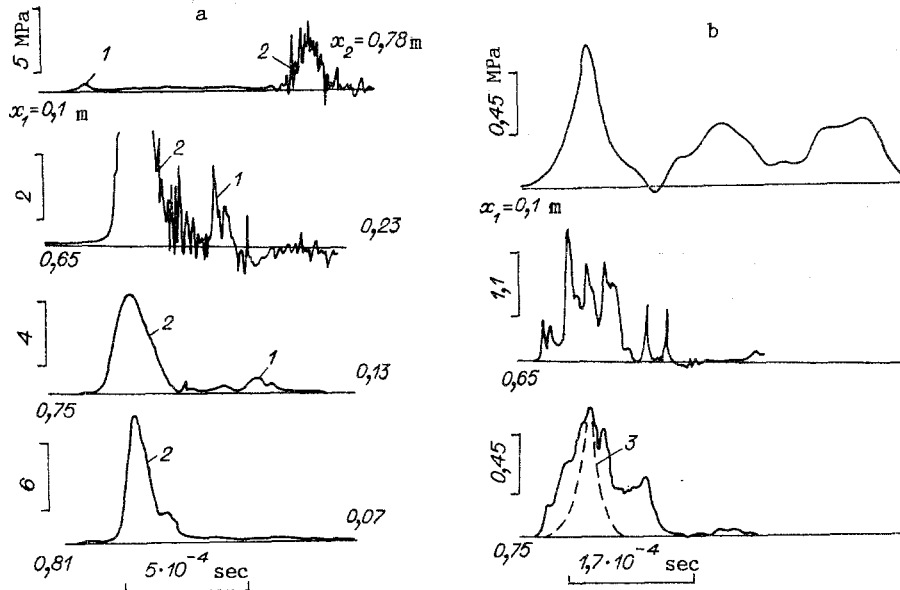 a
5 MPa
1
2
x₂=0,78 m
x₁=0,1 m
2
2
1
0,65
0,23
4
2
1
0,75
0,13
6
2
0,81
0,07
5·10⁻⁴ sec
b
0,45 MPa
x₁=0,1 m
1,1
0,65
0,45
3
0,75
1,7·10⁻⁴ sec